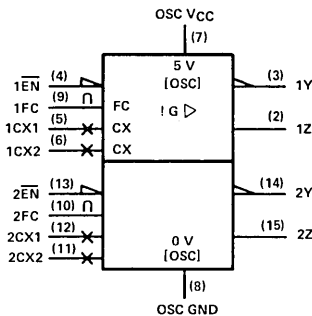 OSC VCC
(7)
5 V
[OSC]
1EN (4)
(3) 1Y
1FC (9) FC
!G ▷
1CX1 (5) CX
(2) 1Z
1CX2 (6) CX
2EN (13)
(14) 2Y
2FC (10)
2CX1 (12)
(15) 2Z
2CX2 (11)
0 V
[OSC]
(8)
OSC GND